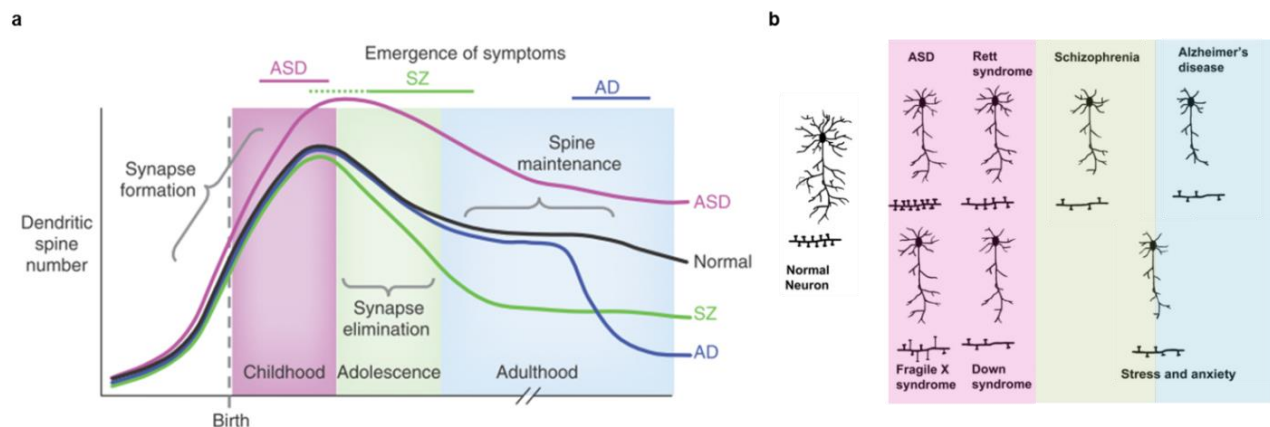 a
Emergence of symptoms
ASD
SZ
AD
Synapse
formation
Spine
maintenance
Dendritic
spine
number
ASD
Normal
SZ
AD
Synapse
elimination
Childhood
Adolescence
Adulthood
Birth
b
Normal
Neuron
ASD
Rett
syndrome
Schizophrenia
Alzheimer's
disease
Fragile X
syndrome
Down
syndrome
Stress and anxiety